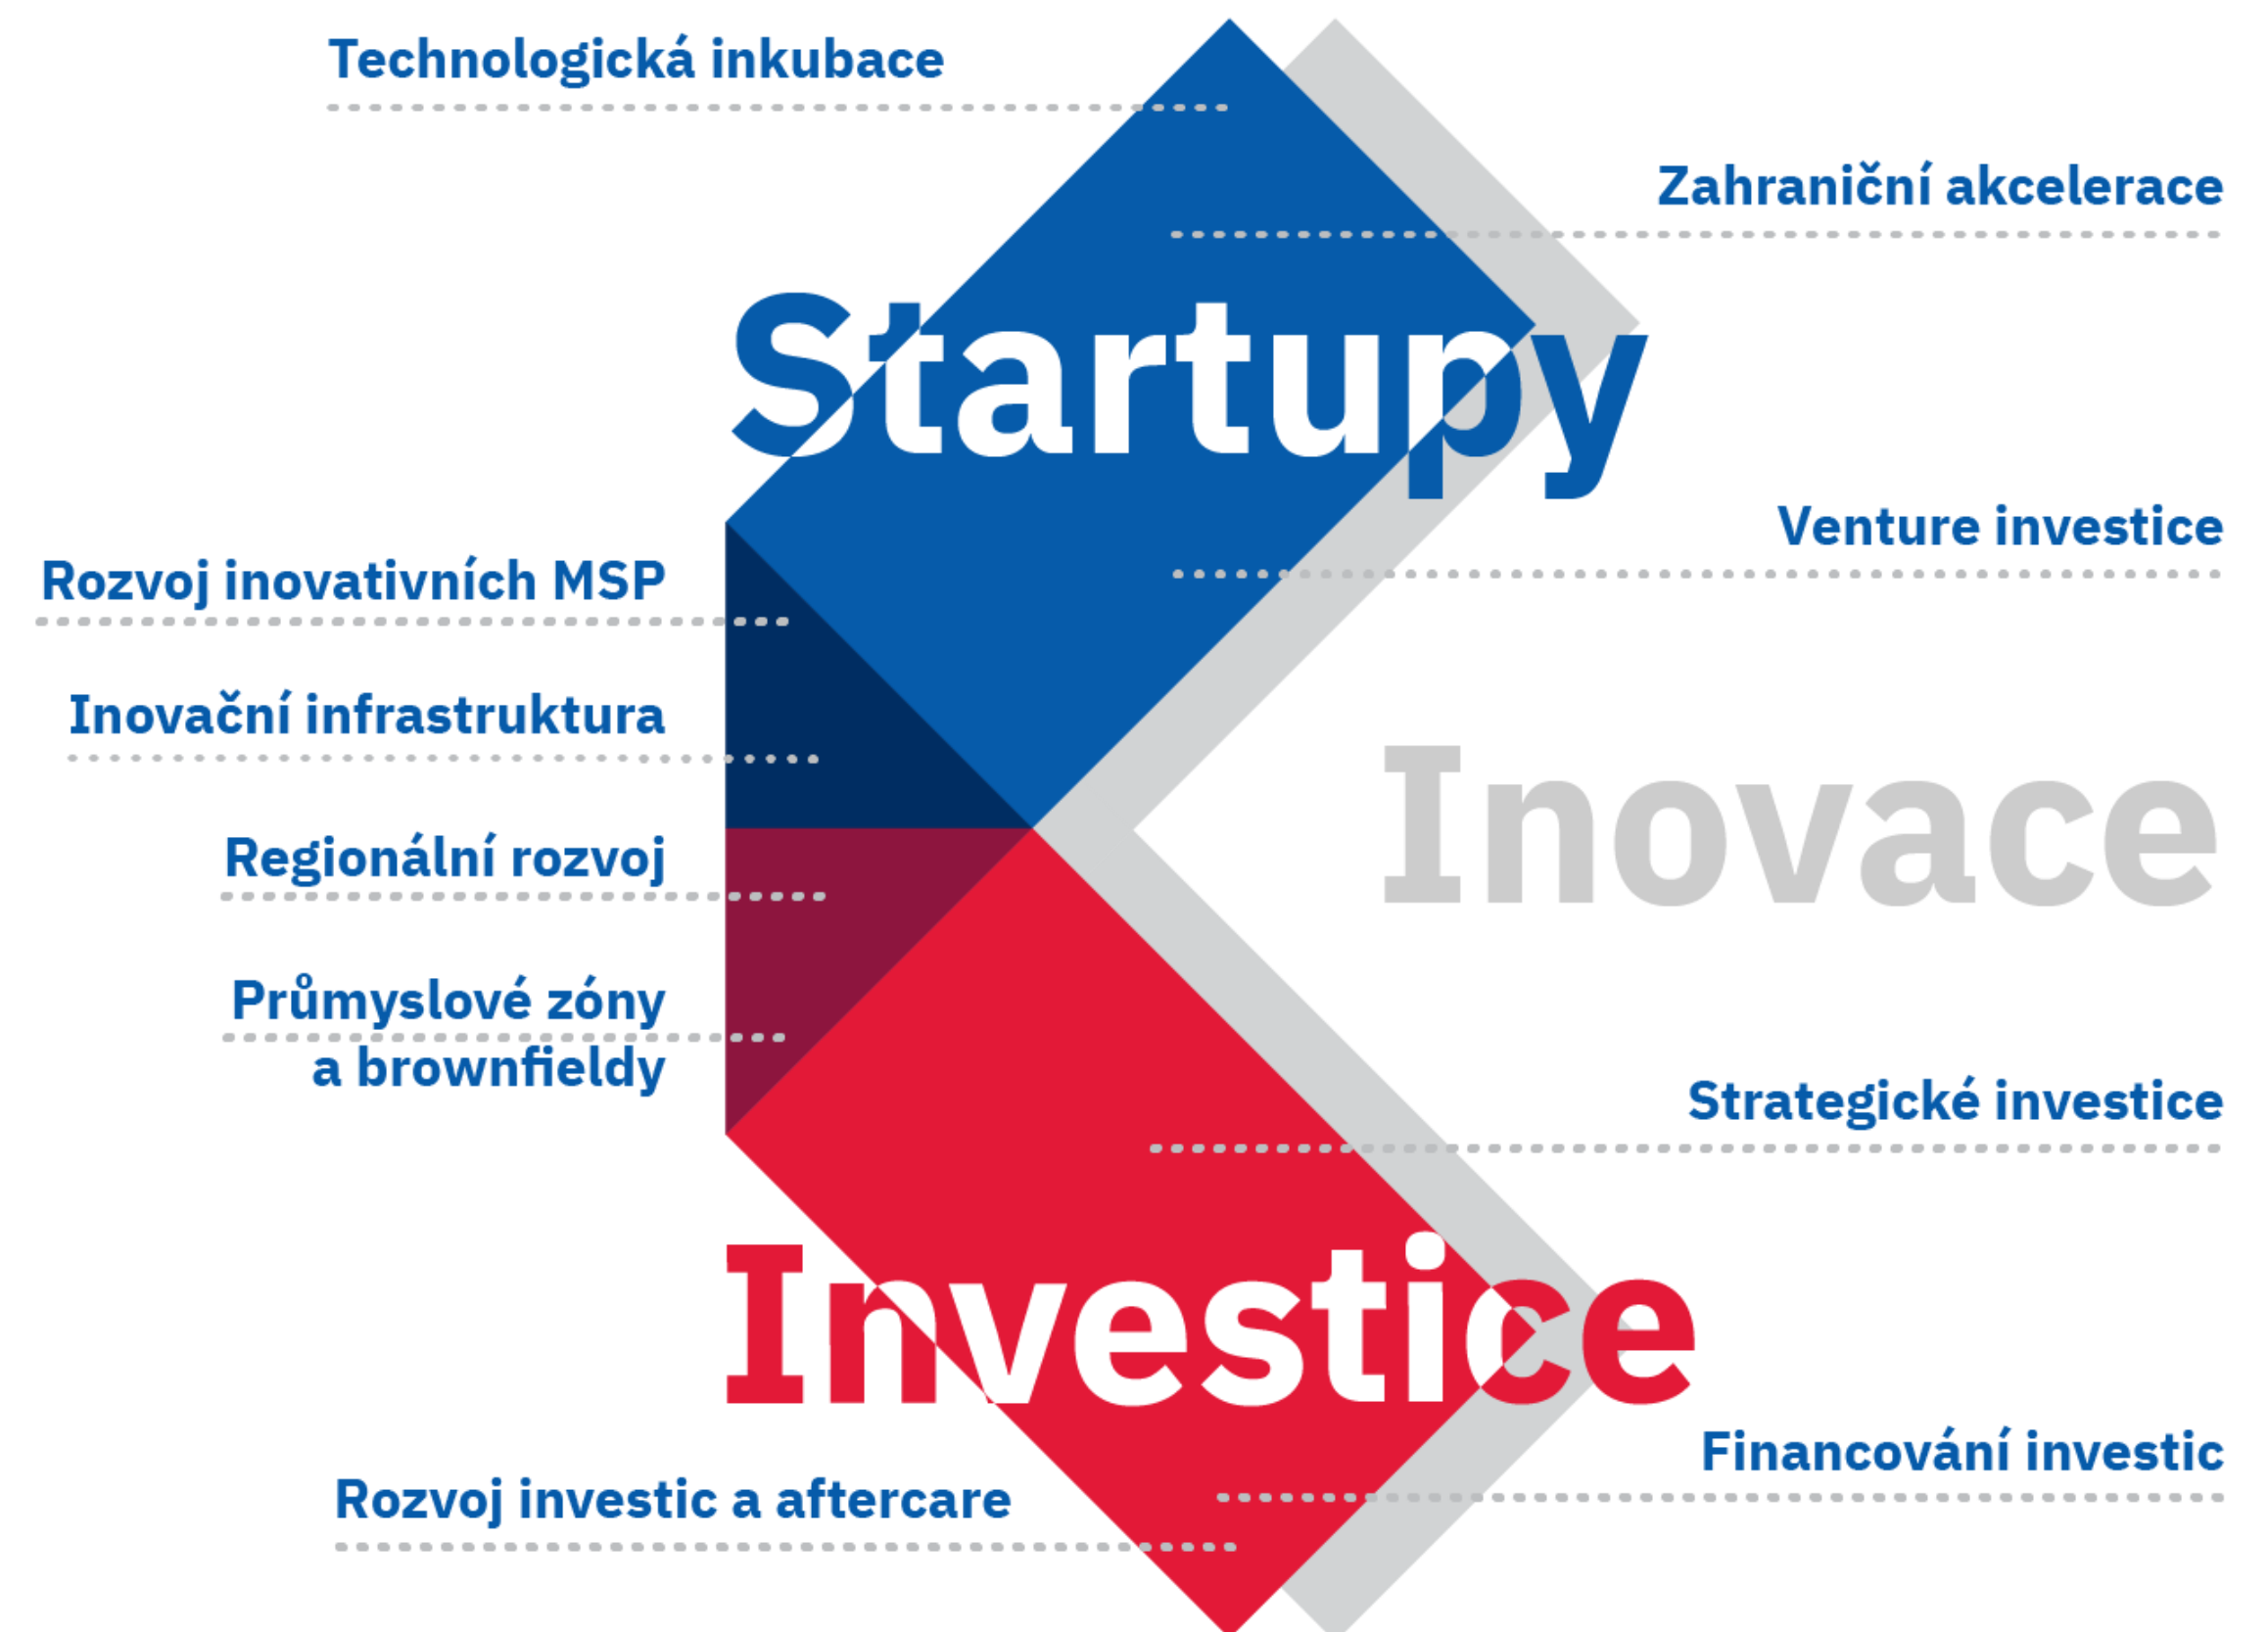 Technologická inkubace
Zahraniční akcelerace
Startupy
Venture investice
Rozvoj inovativních MSP
Inovační infrastruktura
Inovace
Regionální rozvoj
Průmyslové zóny
a brownfieldy
Strategické investice
Investice
Financování investic
Rozvoj investic a aftercare